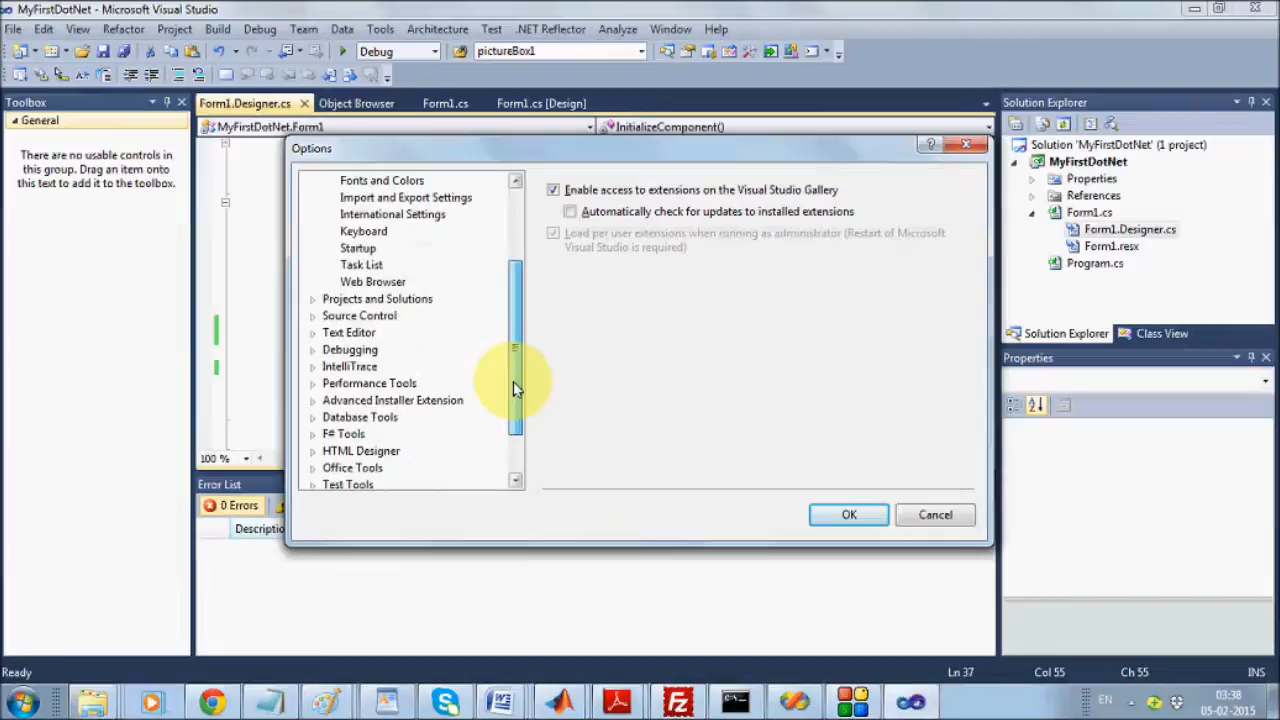 MyFirstDotNet - Microsoft Visual Studio
File Edit View Refactor Project Build Debug Team Data Tools Architecture Test .NET Reflector Analyze Window Help
Debug pictureBox1
Toolbox
General
There are no usable controls in
this group. Drag an item onto
this text to add it to the toolbox.
Form1.Designer.cs Object Browser Form1.cs Form1.cs [Design]
MyFirstDotNet.Form1 InitializeComponent()
Options
Fonts and Colors
Import and Export Settings
International Settings
Keyboard
Startup
Task List
Web Browser
Projects and Solutions
Source Control
Text Editor
Debugging
IntelliTrace
Performance Tools
Advanced Installer Extension
Database Tools
F# Tools
HTML Designer
Office Tools
Test Tools
Enable access to extensions on the Visual Studio Gallery
Automatically check for updates to installed extensions
Load per user extensions when running as administrator (Restart of Microsoft
Visual Studio is required)
OK Cancel
100 %
Error List
0 Errors
Descriptio
Solution Explorer
Solution 'MyFirstDotNet' (1 project)
MyFirstDotNet
Properties
References
Form1.cs
Form1.Designer.cs
Form1.resx
Program.cs
Solution Explorer Class View
Properties
Ready Ln 37 Col 55 Ch 55 INS
EN
03:38
05-02-2015